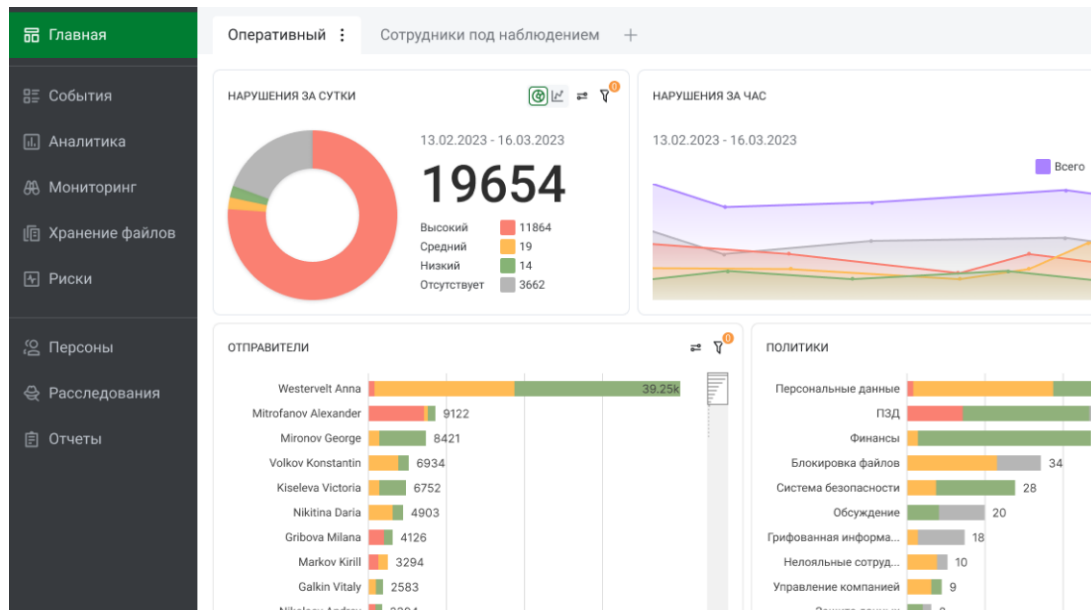 Главная
События
Аналитика
Мониторинг
Хранение файлов
Риски
Персоны
Расследования
Отчеты
Оперативный
Сотрудники под наблюдением
НАРУШЕНИЯ ЗА СУТКИ
0
13.02.2023 - 16.03.2023
19654
Высокий 11864
Средний 19
Низкий 14
Отсутствует 3662
НАРУШЕНИЯ ЗА ЧАС
13.02.2023 - 16.03.2023
Всего
ОТПРАВИТЕЛИ
0
Westervelt Anna 39.25k
Mitrofanov Alexander 9122
Mironov George 8421
Volkov Konstantin 6934
Kiseleva Victoria 6752
Nikitina Daria 4903
Gribova Milana 4126
Markov Kirill 3294
Galkin Vitaly 2583
ПОЛИТИКИ
Персональные данные
ПЗД
Финансы
Блокировка файлов 34
Система безопасности 28
Обсуждение 20
Грифованная информа... 18
Нелояльные сотруд... 10
Управление компанией 9